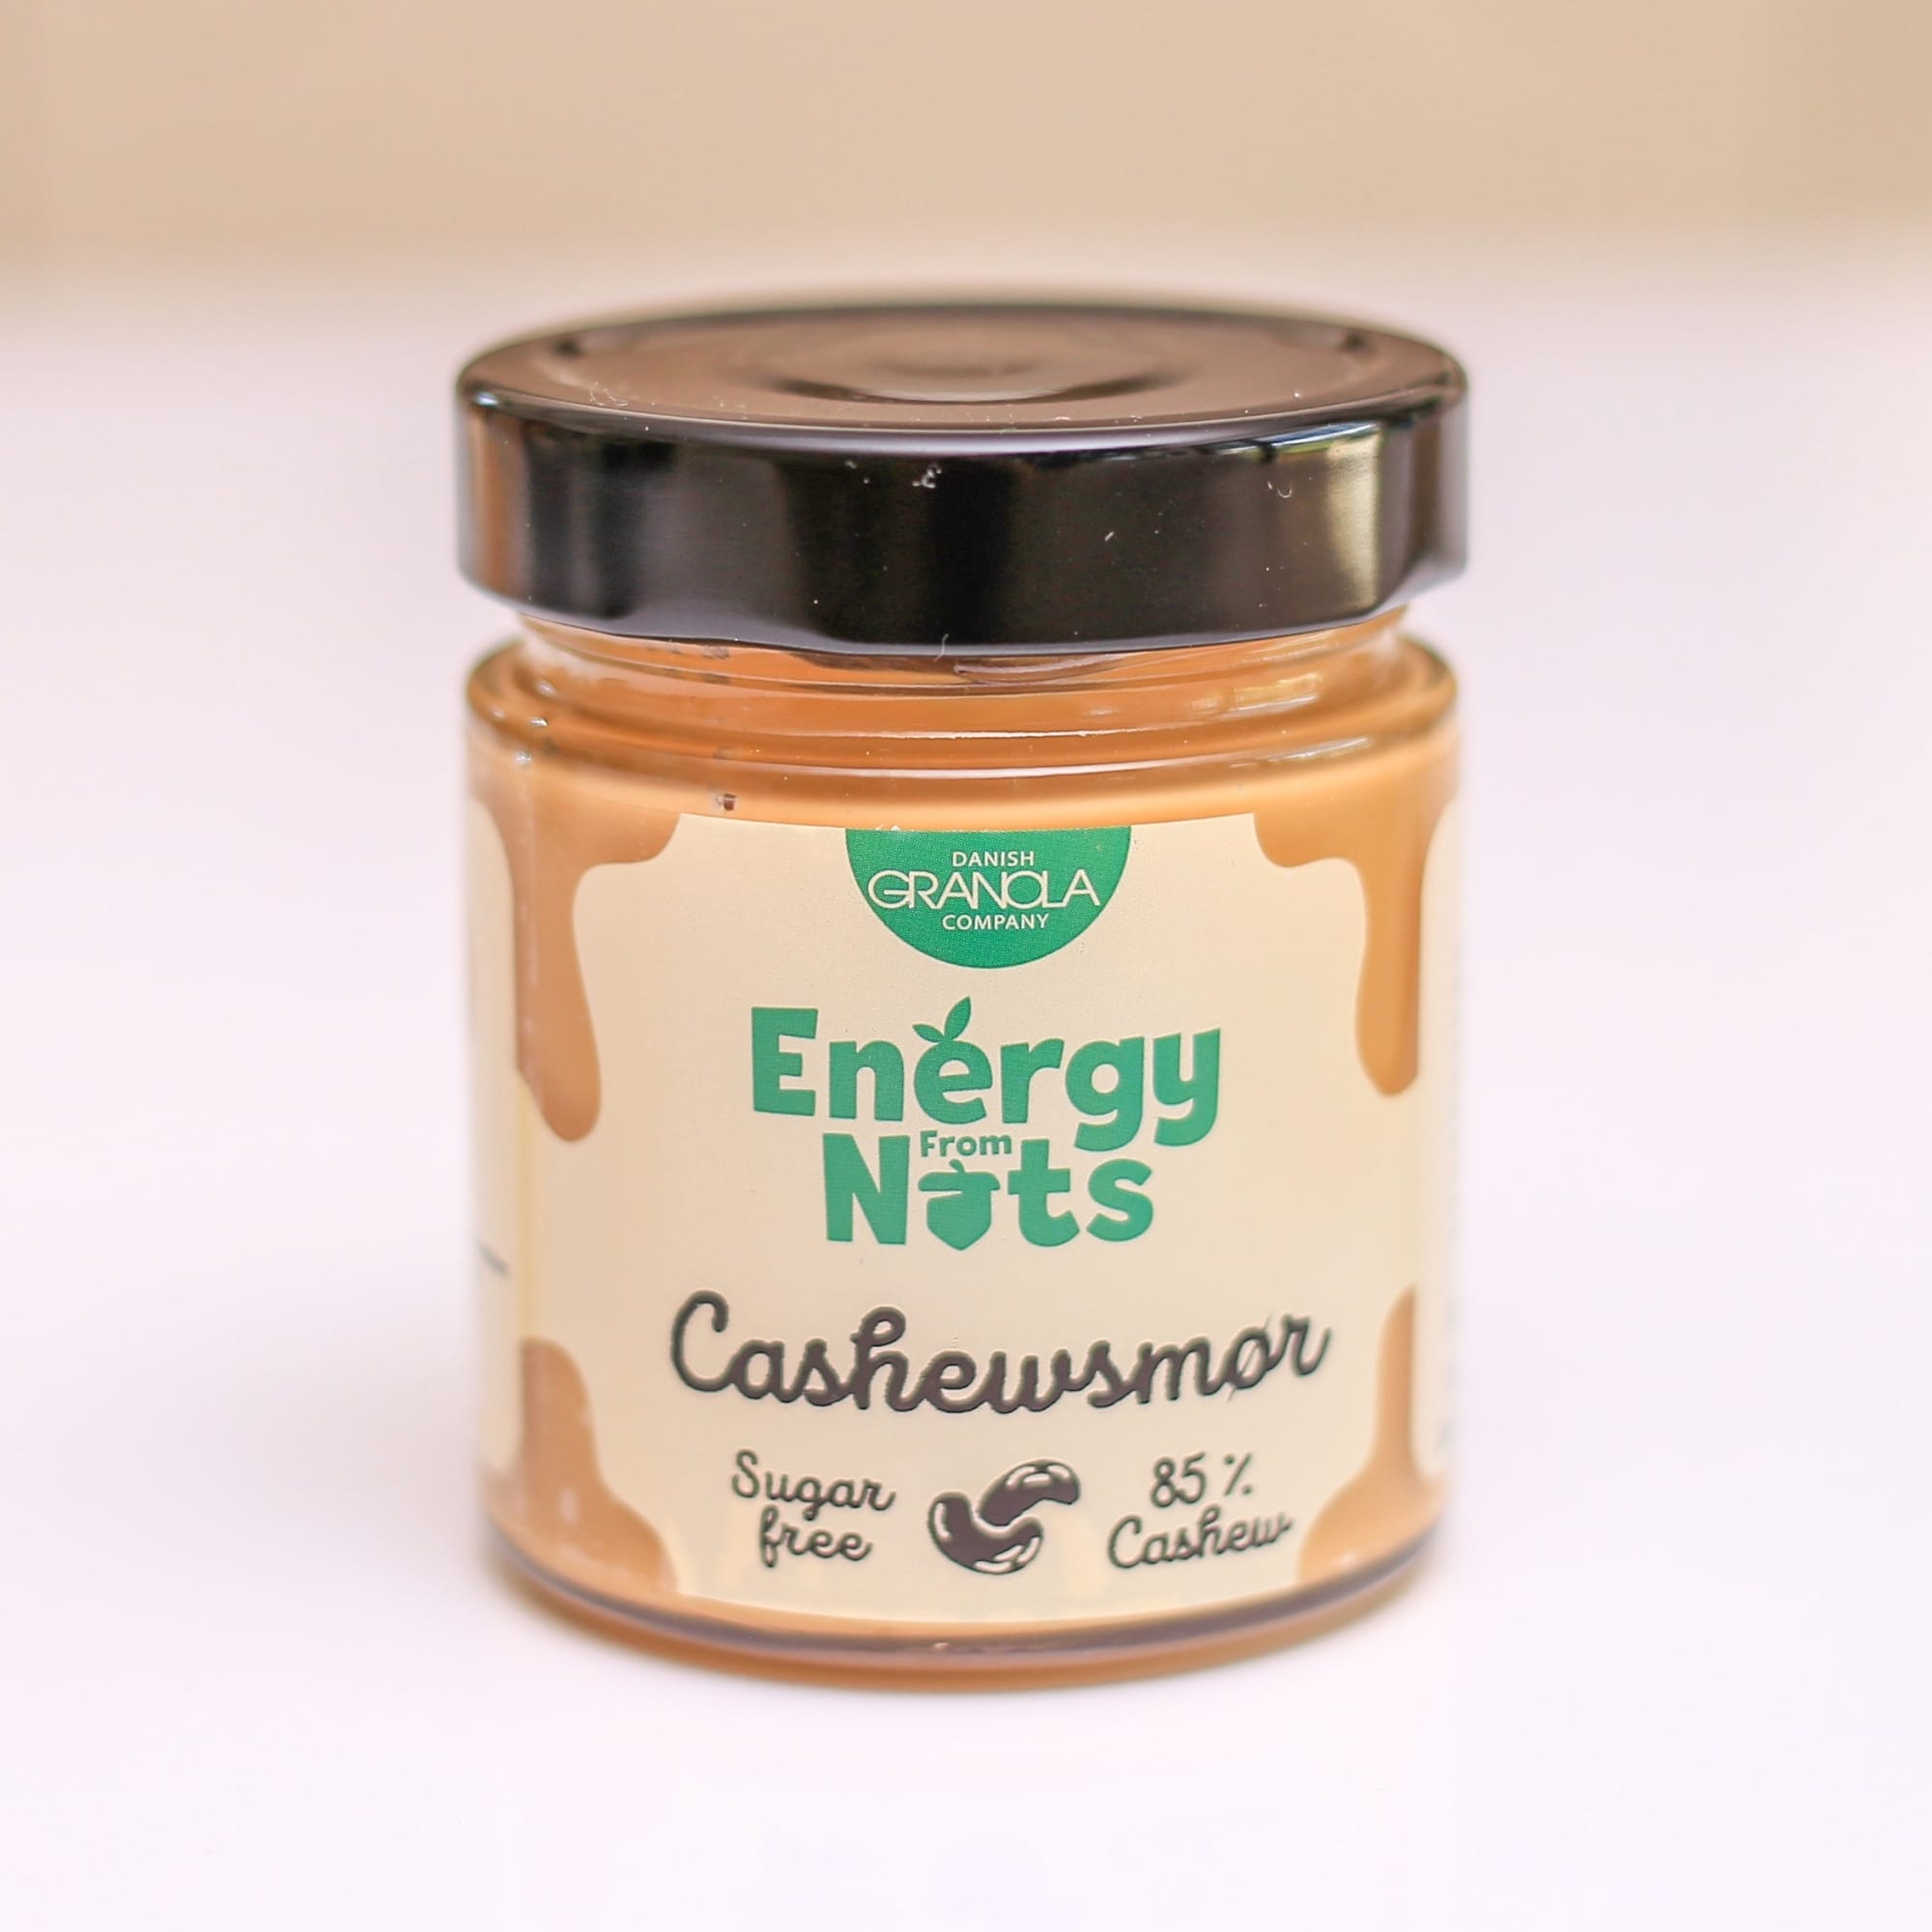 DANISH
GRANOLA
COMPANY
Energy
From
Nuts
Cashewsmør
Sugar
free
85 %
Cashew